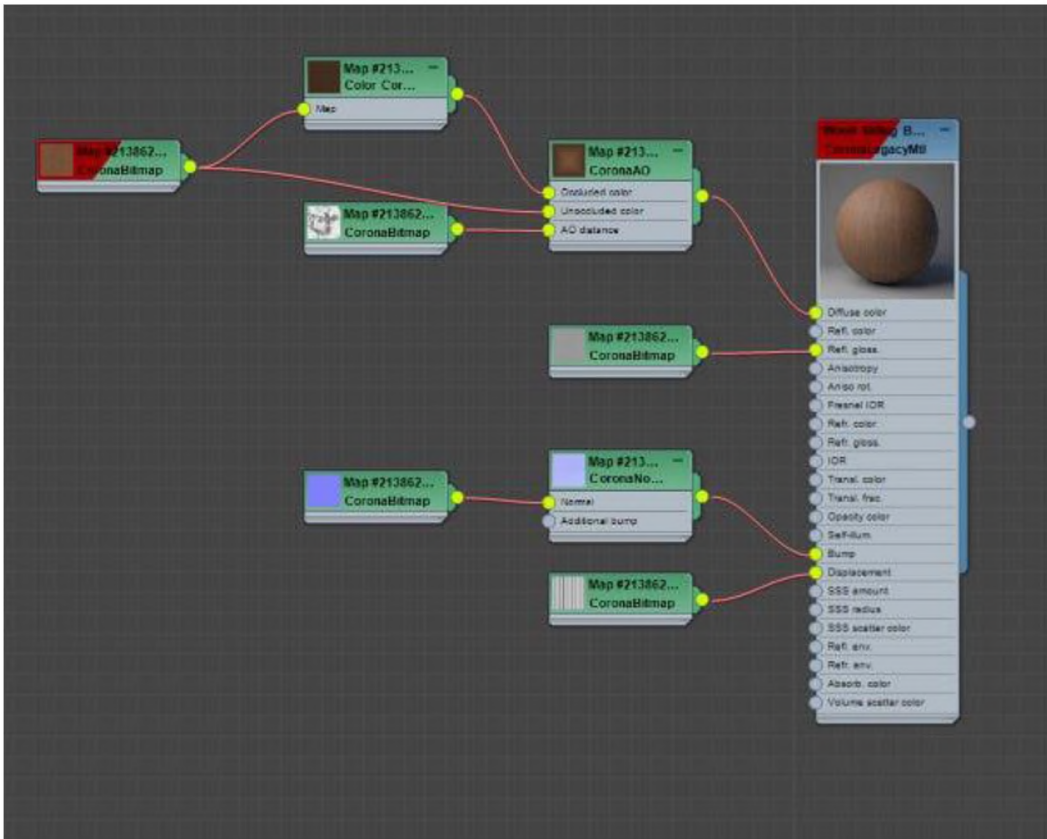 Map #213...
Color Cor...
Map
Map #213862...
CoronaBitmap
Map #213...
CoronaAO
Occluded color
Unoccluded color
AO distance
Map #213862...
CoronaBitmap
Map #213862...
CoronaBitmap
Map #213862...
CoronaBitmap
Map #213...
CoronaNo...
Normal
Additional bump
Map #213862...
CoronaBitmap
CoronaLegacyMtl
Diffuse color
Refl. color
Refl. gloss.
Anisotropy
Aniso rot.
Fresnel IOR
Refr. color
Refr. gloss.
IOR
Transl. color
Transl. frac.
Opacity color
Self-illum.
Bump
Displacement
SSS amount
SSS radius
SSS scatter color
Refl. env.
Refr. env.
Absorb. color
Volume scatter color